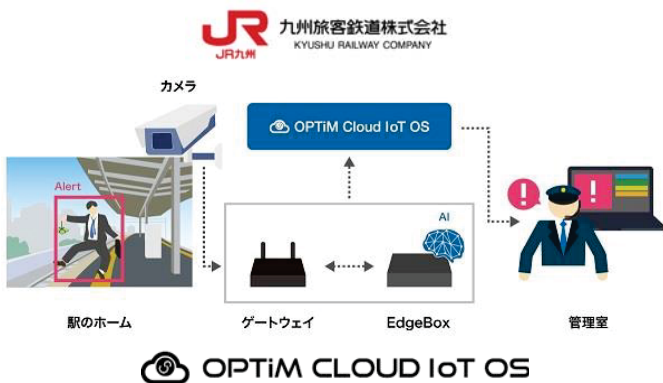 JR
JR九州
九州旅客鉄道株式会社
KYUSHU RAILWAY COMPANY
カメラ
OPTiM Cloud IoT OS
Alert
AI
駅のホーム
ゲートウェイ
EdgeBox
管理室
OPTiM CLOUD IoT OS